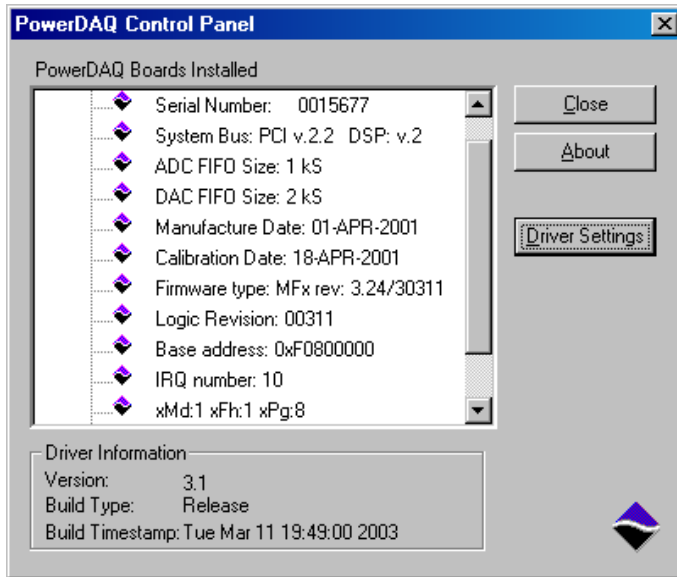 PowerDAQ Control Panel
PowerDAQ Boards Installed
Serial Number: 0015677
System Bus: PCI v.2.2 DSP: v.2
ADC FIFO Size: 1 kS
DAC FIFO Size: 2 kS
Manufacture Date: 01-APR-2001
Calibration Date: 18-APR-2001
Firmware type: MFx rev: 3.24/30311
Logic Revision: 00311
Base address: 0xF0800000
IRQ number: 10
xMd:1 xFh:1 xPg:8
Close
About
Driver Settings
Driver Information
Version: 3.1
Build Type: Release
Build Timestamp: Tue Mar 11 19:49:00 2003